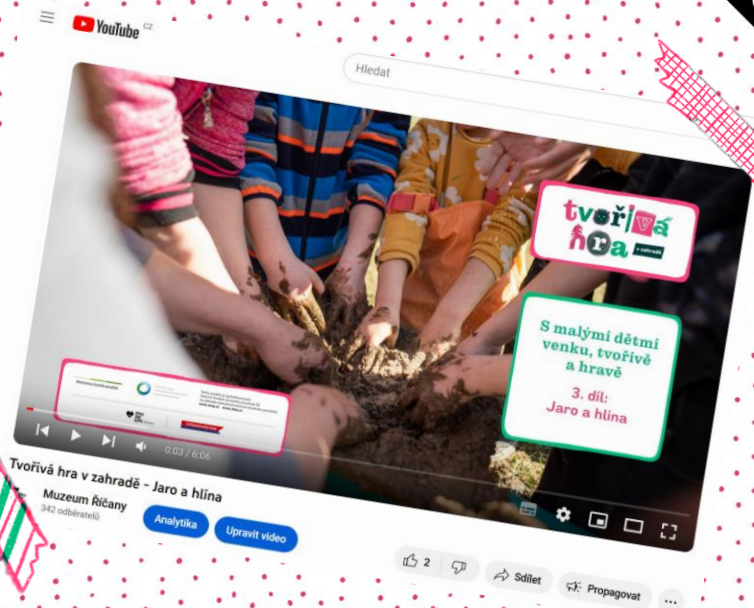 YouTube CZ
Hledat
tvořivá
hra
v zahradě
S malými dětmi
venku, tvořivě
a hravě
3. díl:
Jaro a hlína
0:03 / 6:06
Tvořivá hra v zahradě - Jaro a hlína
Muzeum Říčany
342 odběratelů
Analytika
Upravit video
2
Sdílet
Propagovat